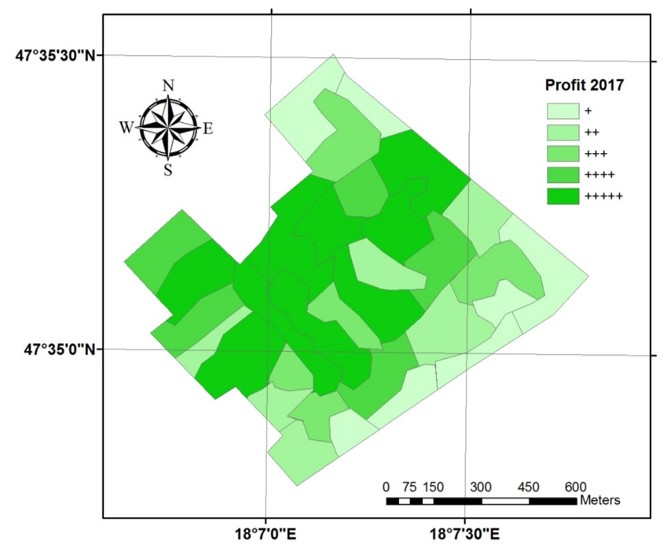 47°35'30"N
N
W E
S
Profit 2017
+
++
+++
++++
+++++
47°35'0"N
0 75 150 300 450 600
Meters
18°7'0"E 18°7'30"E